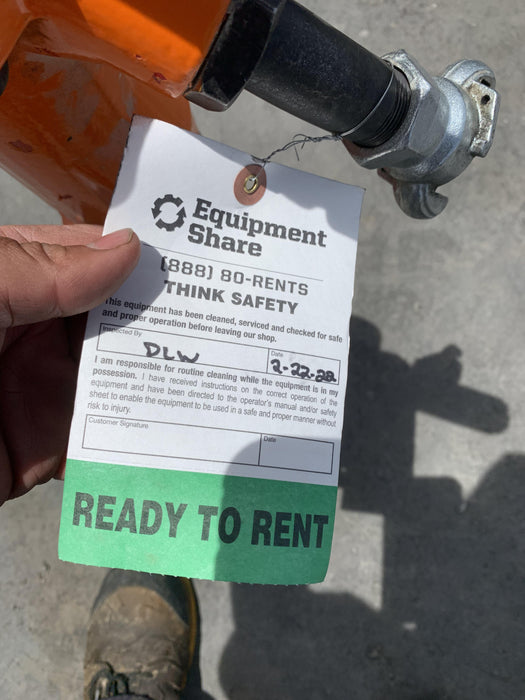 Equipment
Share
(888) 80-RENTS
THINK SAFETY
This equipment has been cleaned, serviced and checked for safe
and proper operation before leaving our shop.
Inspected By
Date
DLW
2-22-22
I am responsible for routine cleaning while the equipment is in my
possession. I have received instructions on the correct operation of the
equipment and have been directed to the operator's manual and/or safety
sheet to enable the equipment to be used in a safe and proper manner without
risk to injury.
Customer Signature
Date
READY TO RENT